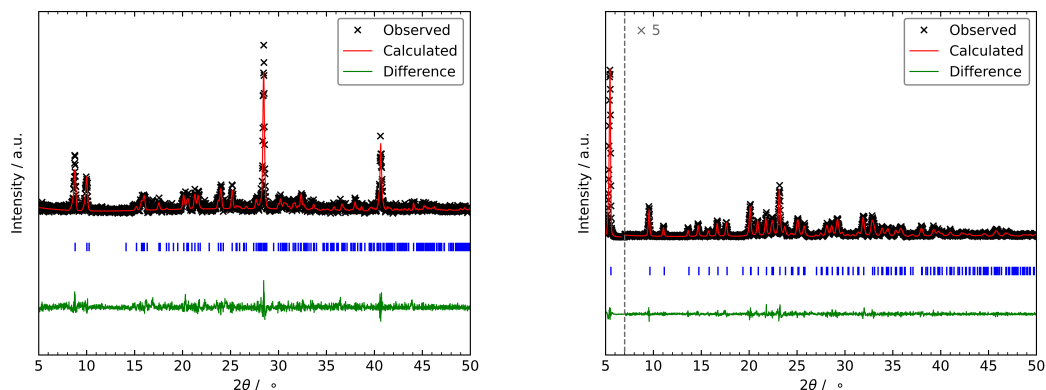 Observed
Calculated
Difference
Intensity / a.u.
5 10 15 20 25 30 35 40 45 50
2θ / °
× 5
Observed
Calculated
Difference
Intensity / a.u.
5 10 15 20 25 30 35 40 45 50
2θ / °